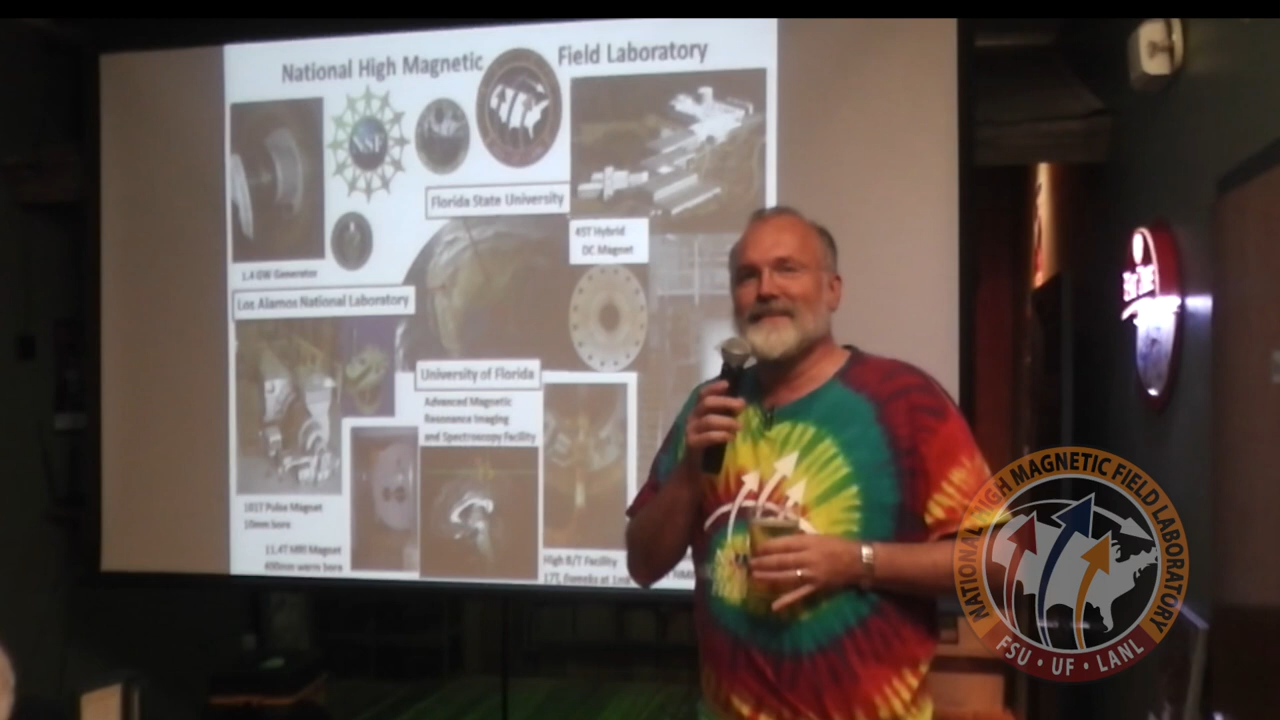 National High Magnetic Field Laboratory
NSF
Florida State University
45T Hybrid
DC Magnet
1.4 GW Generator
Los Alamos National Laboratory
University of Florida
Advanced Magnetic
Resonance Imaging
and Spectroscopy Facility
101T Pulse Magnet
10mm bore
11.4T MRI Magnet
400mm warm bore
High B/T Facility
17T,
NATIONAL HIGH MAGNETIC FIELD LABORATORY
FSU • UF • LANL